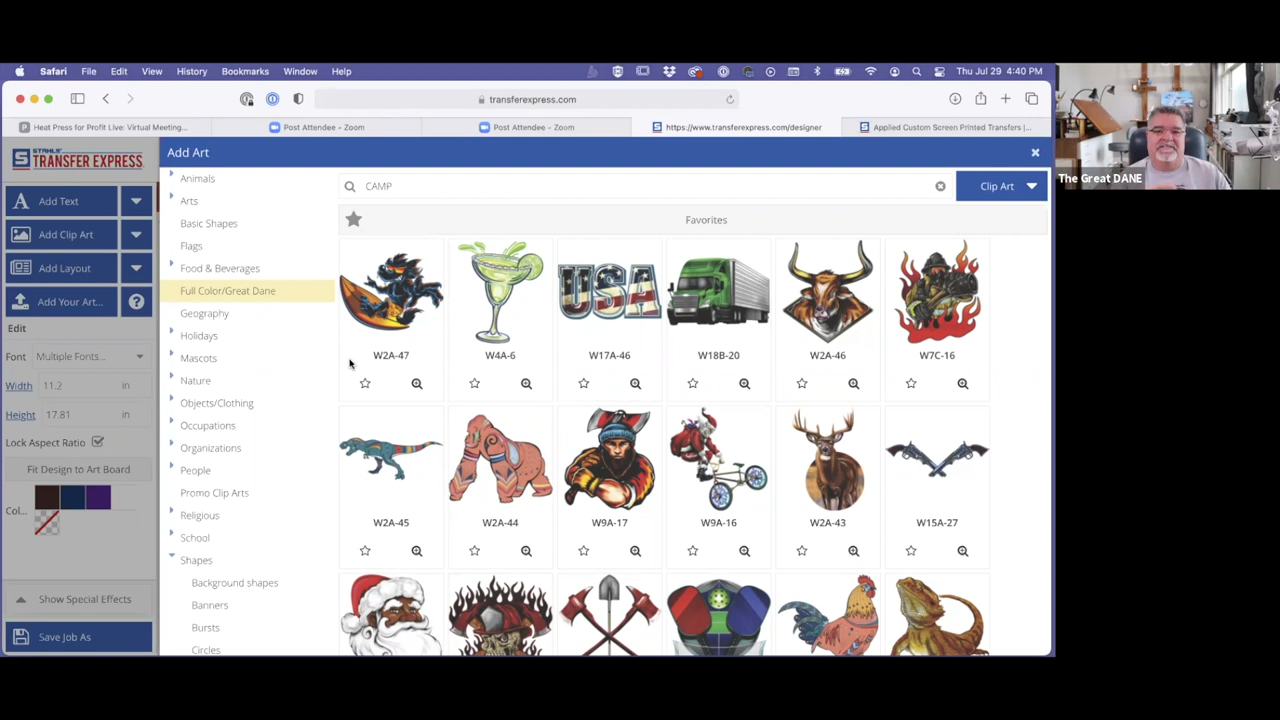 Safari File Edit View History Bookmarks Window Help Thu Jul 29 4:40 PM
transferexpress.com
Heat Press for Profit Live: Virtual Meeting... Post Attendee – Zoom Post Attendee – Zoom https://www.transferexpress.com/designer Applied Custom Screen Printed Transfers |...
STAHLS'
TRANSFER EXPRESS
Add Text
Add Clip Art
Add Layout
Add Your Art...
Edit
Font Multiple Fonts...
Width 11.2 in
Height 17.81 in
Lock Aspect Ratio
Fit Design to Art Board
Col...
Show Special Effects
Save Job As
Add Art
Animals
Arts
Basic Shapes
Flags
Food & Beverages
Full Color/Great Dane
Geography
Holidays
Mascots
Nature
Objects/Clothing
Occupations
Organizations
People
Promo Clip Arts
Religious
School
Shapes
Background shapes
Banners
Bursts
Circles
CAMP Clip Art
Favorites
USA
W2A-47 W4A-6 W17A-46 W18B-20 W2A-46 W7C-16
W2A-45 W2A-44 W9A-17 W9A-16 W2A-43 W15A-27
The Great DANE